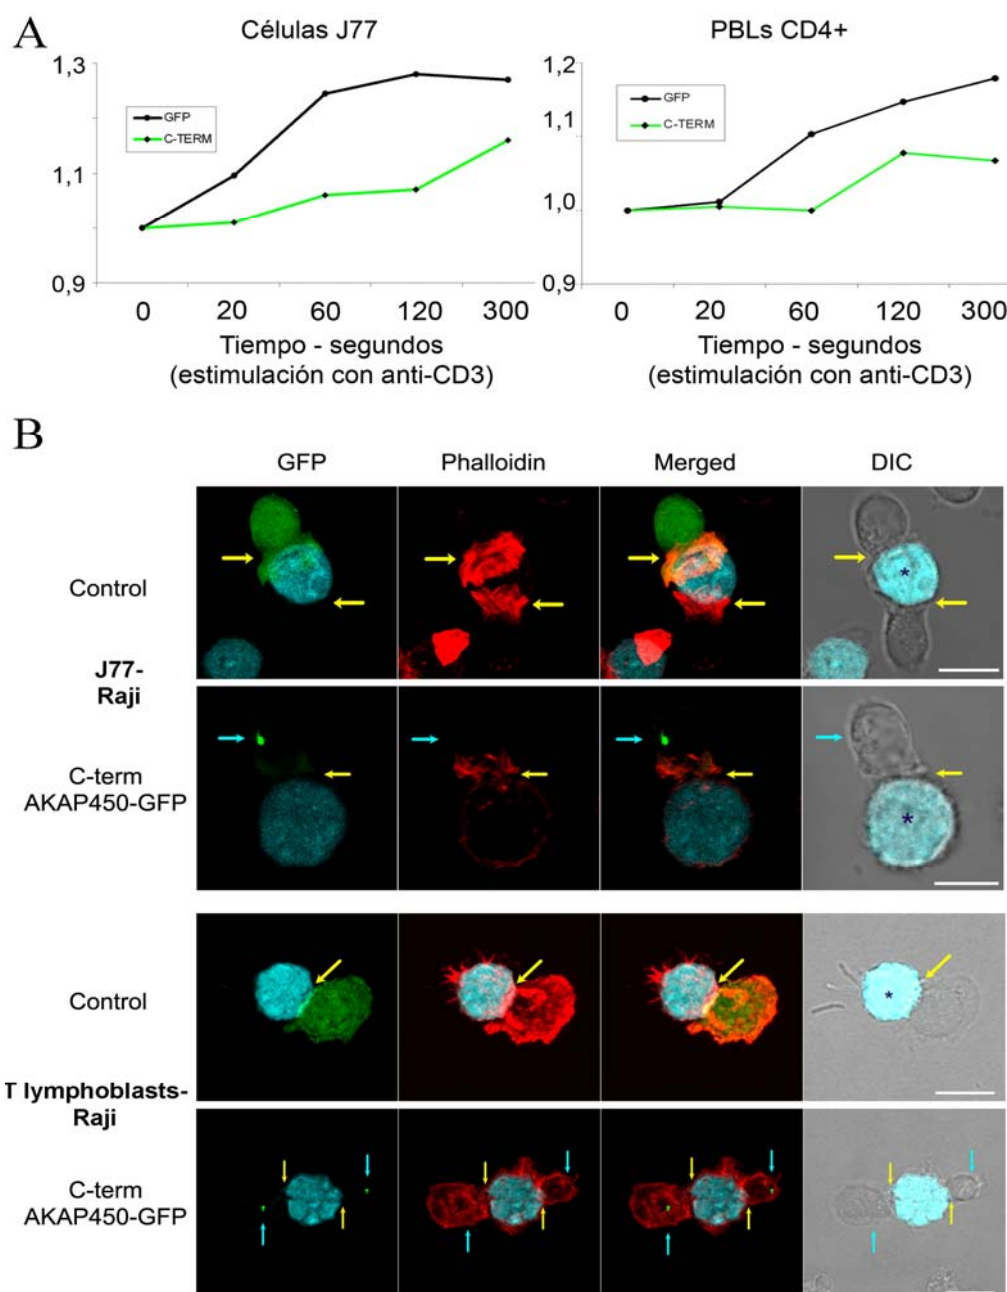 A
Células J77
PBLs CD4+
1,3
1,1
0,9
GFP
C-TERM
0 20 60 120 300
Tiempo - segundos
(estimulación con anti-CD3)
1,2
1,1
1,0
0,9
GFP
C-TERM
0 20 60 120 300
Tiempo - segundos
(estimulación con anti-CD3)
B
GFP Phalloidin Merged DIC
Control
*
J77-
Raji
C-term
AKAP450-GFP
*
Control
*
T lymphoblasts-
Raji
C-term
AKAP450-GFP